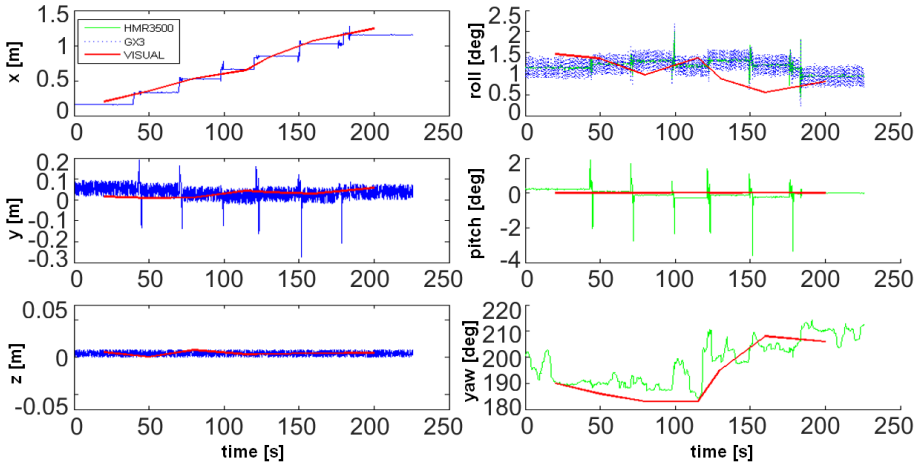 x [m]
1.5
1
0.5
0
HMR3500
GX3
VISUAL
0 50 100 150 200 250
roll [deg]
2.5
2
1.5
1
0.5
0 50 100 150 200 250
y [m]
0.2
0.1
0
-0.1
-0.2
-0.3
0 50 100 150 200 250
pitch [deg]
2
0
-2
-4
0 50 100 150 200 250
z [m]
0.05
0
-0.05
0 50 100 150 200 250
time [s]
yaw [deg]
220
210
200
190
180
0 50 100 150 200 250
time [s]